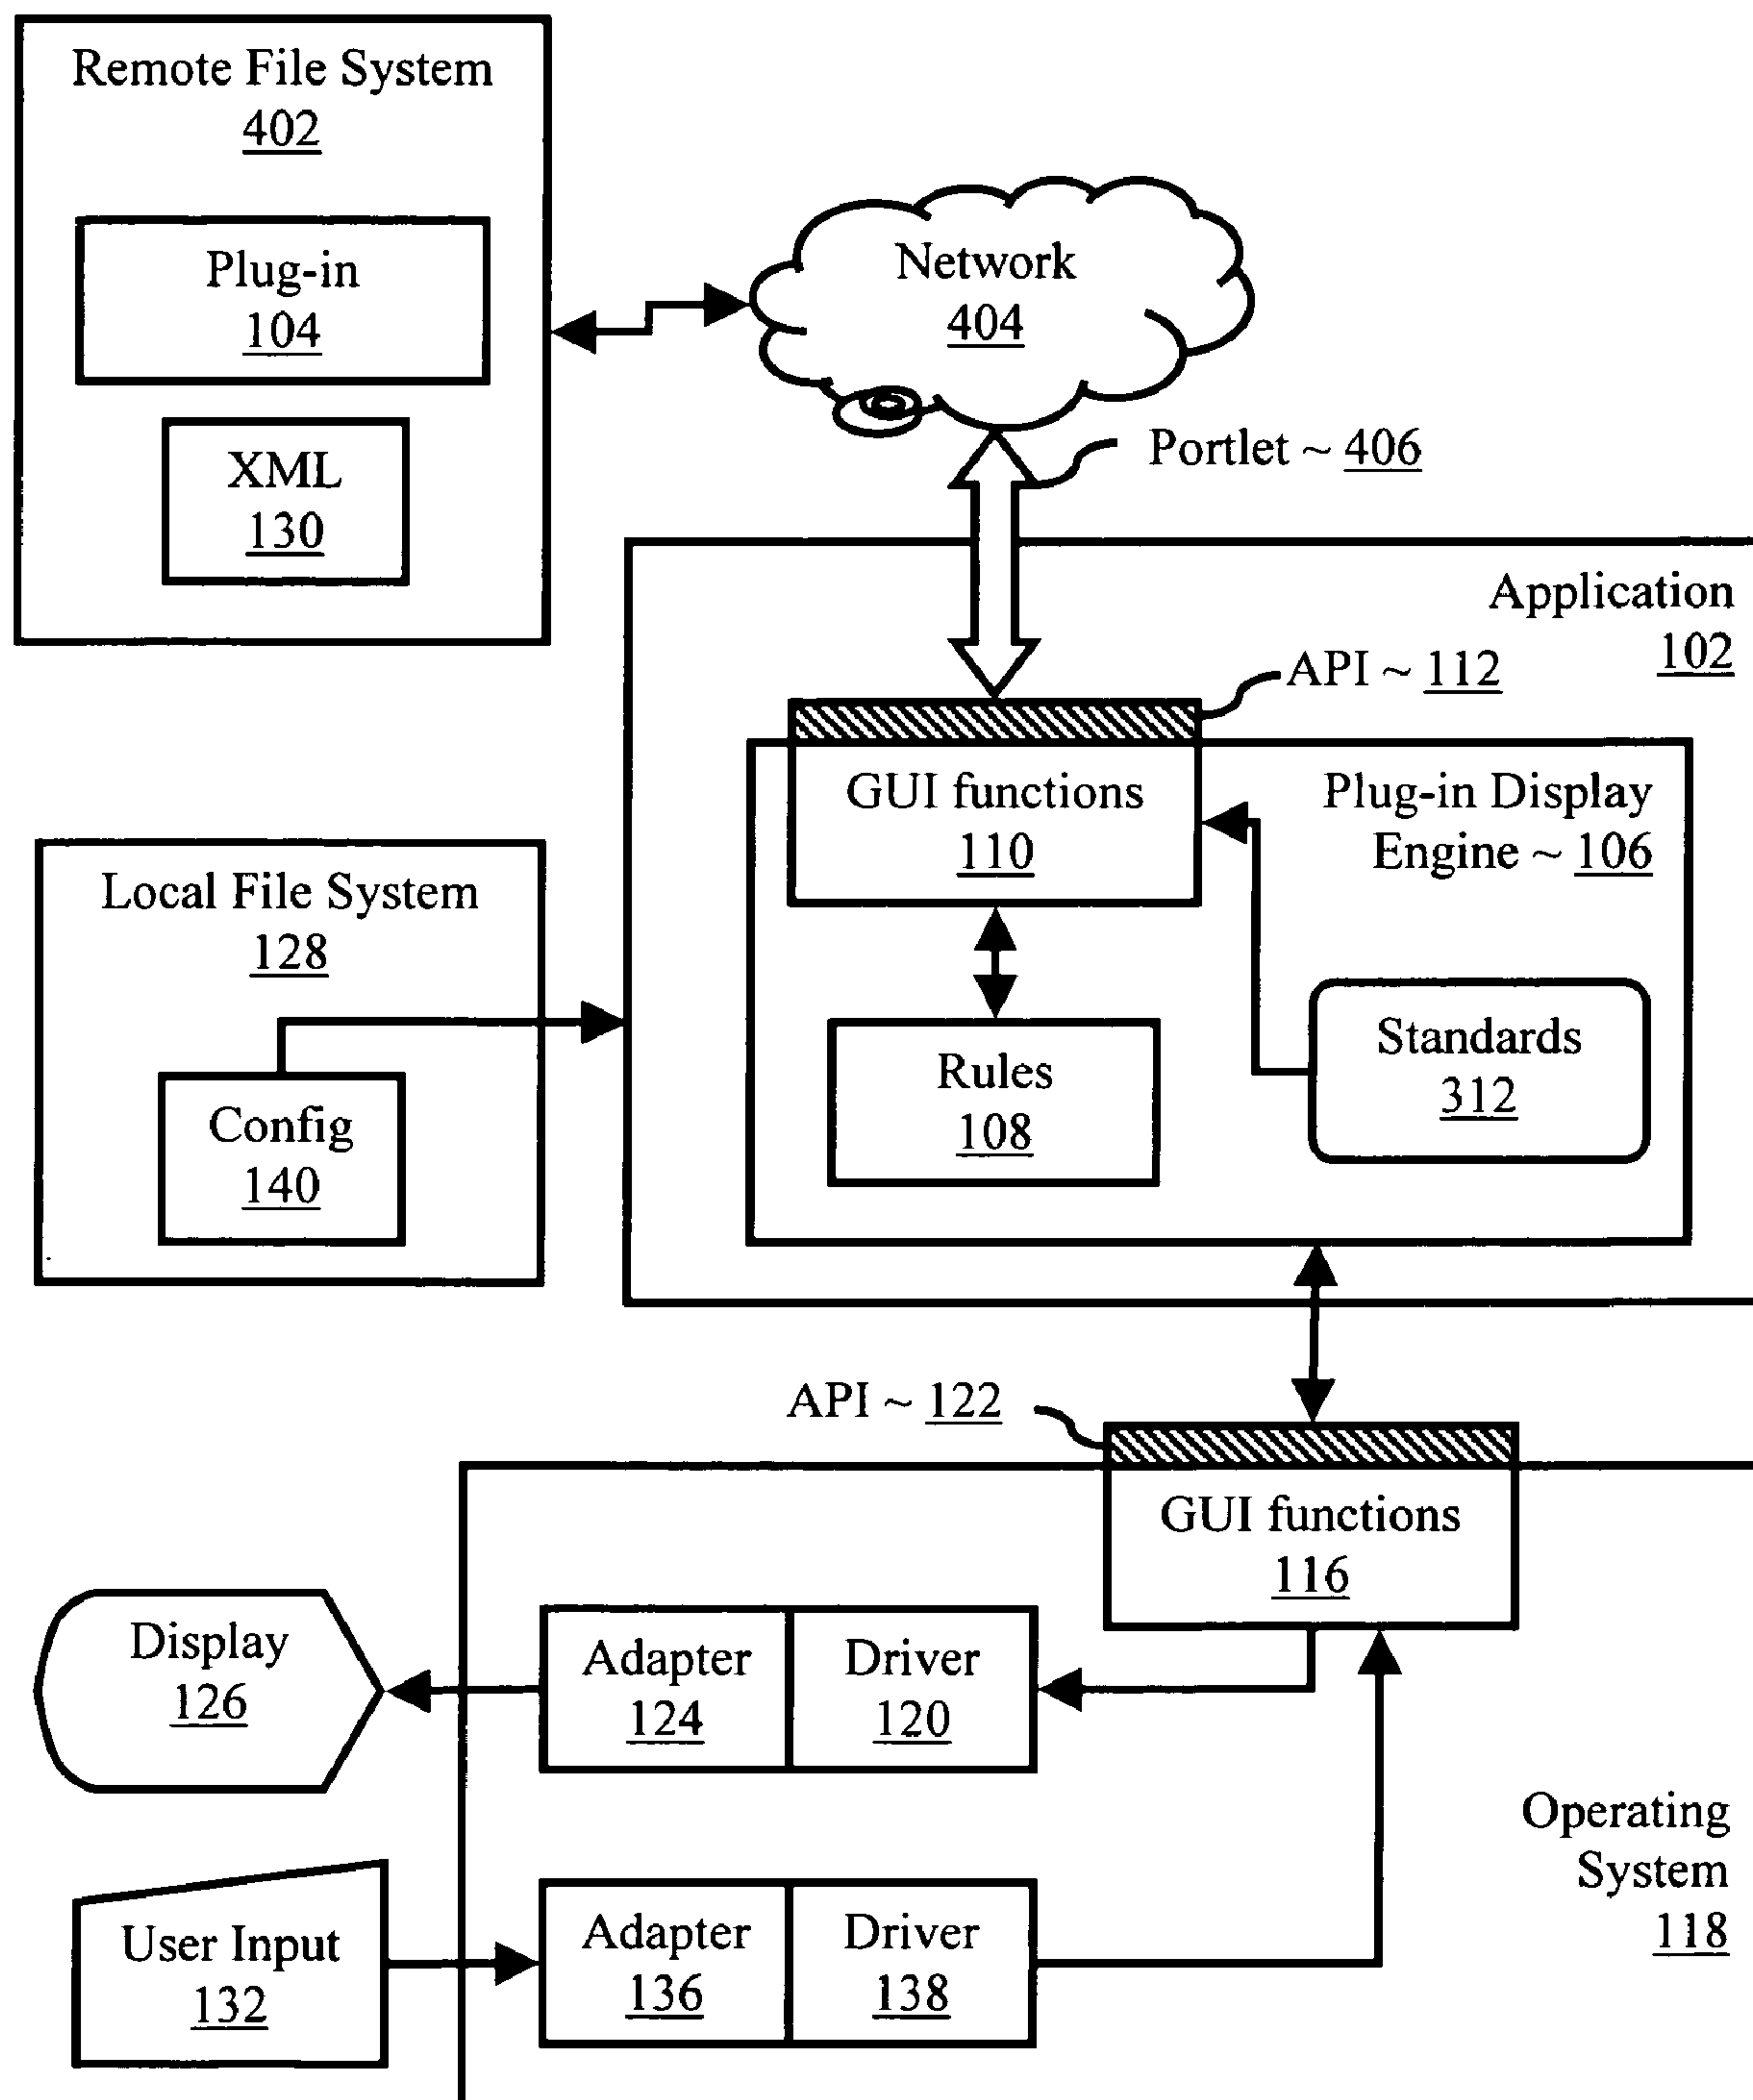 Remote File System
402
Plug-in
104
XML
130
Network
404
Portlet ~ 406
Application
102
API ~ 112
GUI functions
110
Plug-in Display
Engine ~ 106
Rules
108
Standards
312
Local File System
128
Config
140
API ~ 122
GUI functions
116
Display
126
Adapter
124
Driver
120
User Input
132
Adapter
136
Driver
138
Operating
System
118